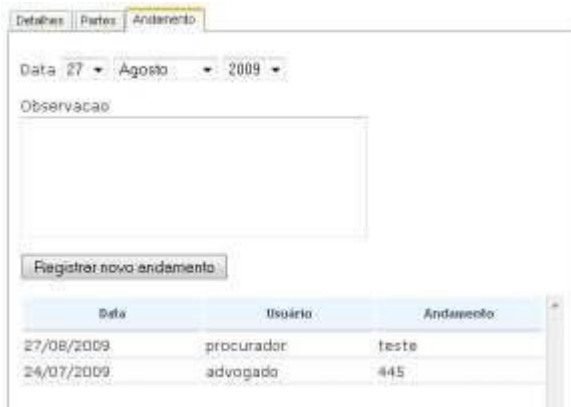 Detalhes Partes Andamento
Data 27 Agosto 2009
Observacao
Registrar novo andamento
Data Usuário Andamento
27/08/2009 procurador teste
24/07/2009 advogado 445